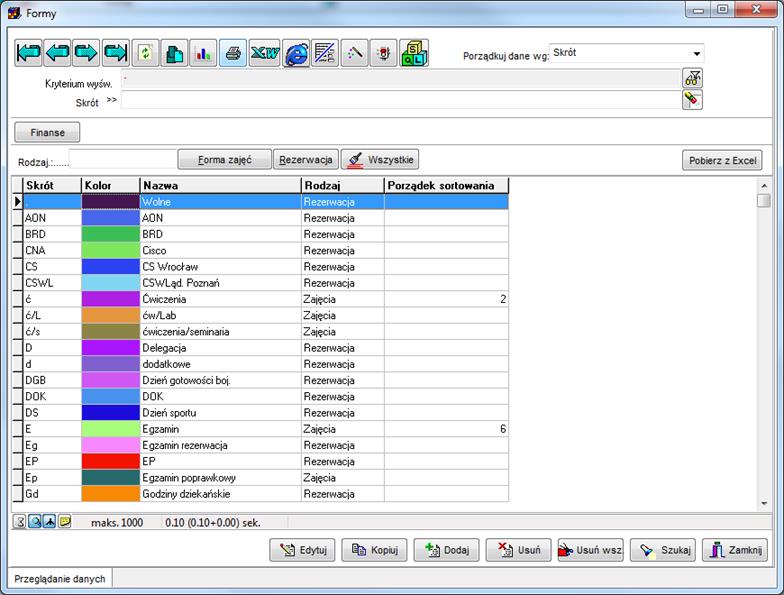 Formy
Porządkuj dane wg: Skrót
Kryterium wyśw.
Skrót >>
Finanse
Rodzaj.:..... Forma zajęć Rezerwacja Wszystkie Pobierz z Excel
Skrót Kolor Nazwa Rodzaj Porządek sortowania
Wolne Rezerwacja
AON AON Rezerwacja
BRD BRD Rezerwacja
CNA Cisco Rezerwacja
CS CS Wrocław Rezerwacja
CSWL CSWLąd. Poznań Rezerwacja
ć Ćwiczenia Zajęcia 2
ć/L ćw/Lab Zajęcia
ć/s ćwiczenia/seminaria Zajęcia
D Delegacja Rezerwacja
d dodatkowe Rezerwacja
DGB Dzień gotowości boj. Rezerwacja
DOK DOK Rezerwacja
DS Dzień sportu Rezerwacja
E Egzamin Zajęcia 6
Eg Egzamin rezerwacja Rezerwacja
EP EP Rezerwacja
Ep Egzamin poprawkowy Zajęcia
Gd Godziny dziekańskie Rezerwacja
maks. 1000 0.10 (0.10+0.00) sek.
Edytuj Kopiuj Dodaj Usuń Usuń wsz. Szukaj Zamknij
Przeglądanie danych